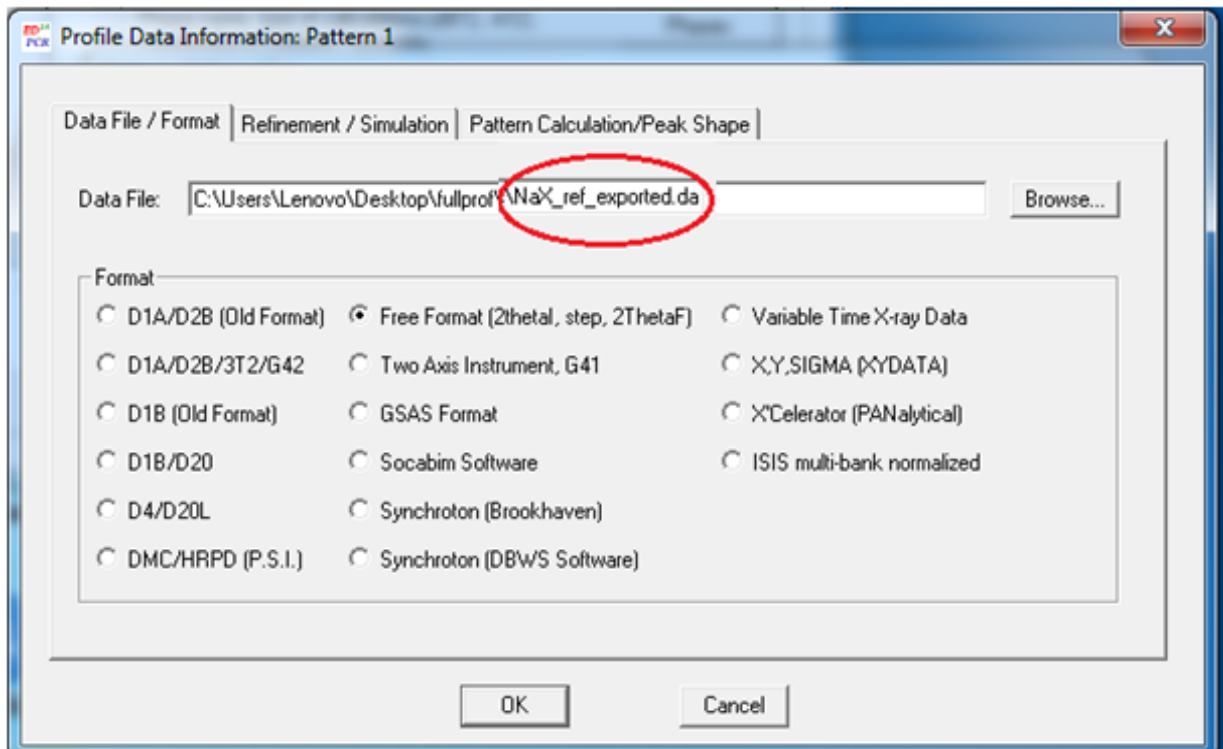 ED PCR Profile Data Information: Pattern 1
Data File / Format Refinement / Simulation Pattern Calculation/Peak Shape
Data File: C:\Users\Lenovo\Desktop\fullprof\ \NaX_ref_exported.da Browse...
Format
D1A/D2B (Old Format) Free Format (2thetaI, step, 2ThetaF) Variable Time X-ray Data
D1A/D2B/3T2/G42 Two Axis Instrument, G41 X,Y,SIGMA (XYDATA)
D1B (Old Format) GSAS Format X'Celerator (PANalytical)
D1B/D20 Socabim Software ISIS multi-bank normalized
D4/D20L Synchroton (Brookhaven)
DMC/HRPD (P.S.I.) Synchroton (DBWS Software)
OK Cancel